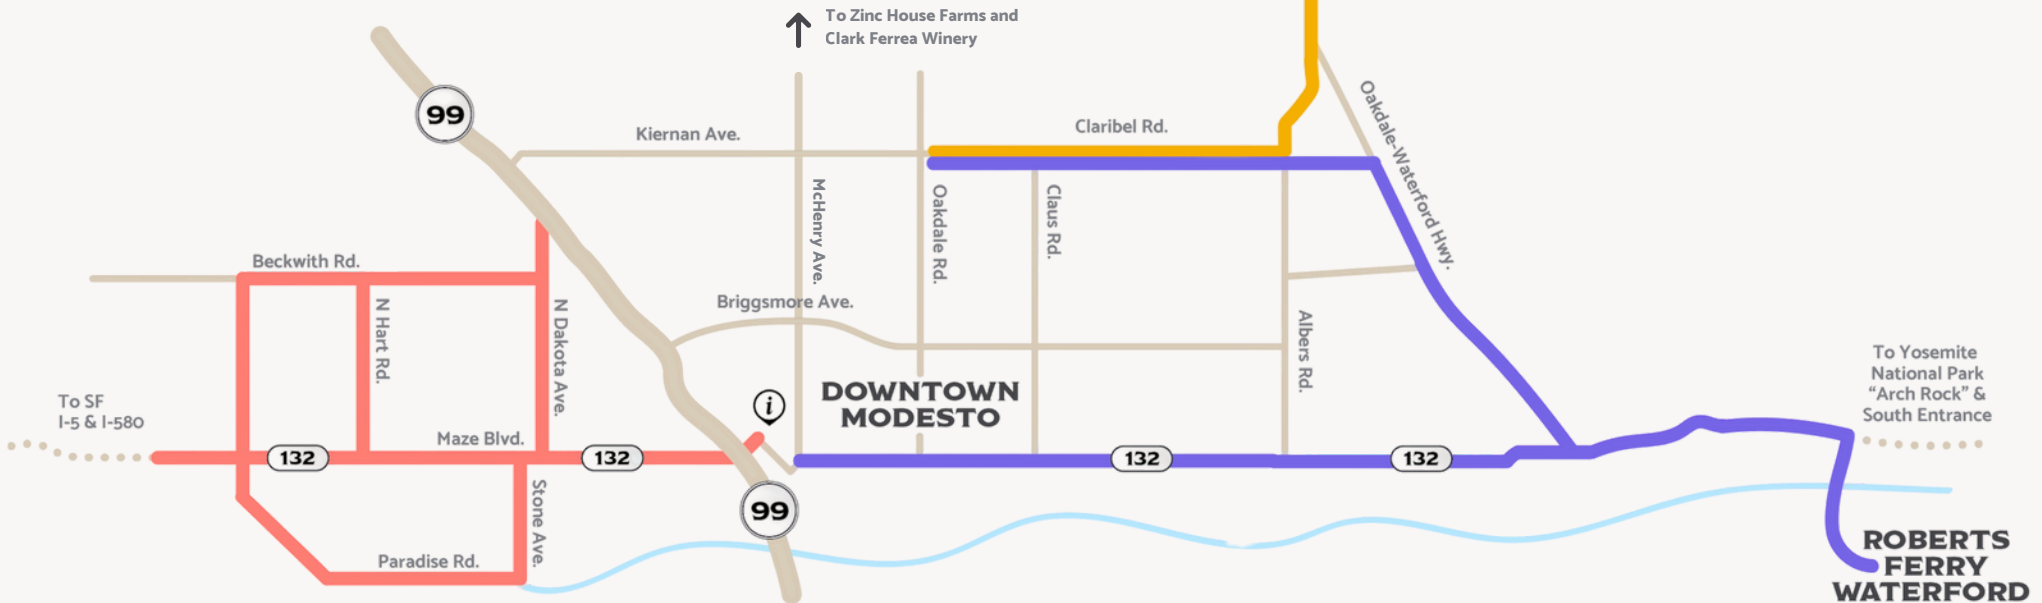 To Zinc House Farms and
Clark Ferrea Winery
99
Kiernan Ave.
Claribel Rd.
Oakdale-Waterford Hwy.
McHenry Ave.
Oakdale Rd.
Claus Rd.
Beckwith Rd.
N Hart Rd.
N Dakota Ave.
Briggsmore Ave.
Albers Rd.
To SF
I-5 & I-580
i
DOWNTOWN
MODESTO
To Yosemite
National Park
“Arch Rock” &
South Entrance
Maze Blvd.
132
132
132
132
Stone Ave.
99
Paradise Rd.
ROBERTS
FERRY
WATERFORD